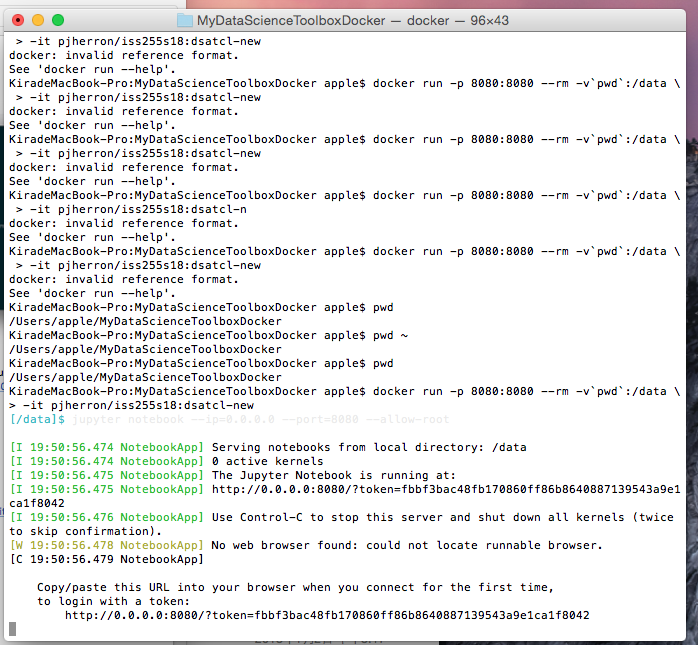 MyDataScienceToolboxDocker — docker — 96×43
> -it pjherron/iss255s18:dsatcl-new
docker: invalid reference format.
See 'docker run --help'.
KiradeMacBook-Pro:MyDataScienceToolboxDocker apple$ docker run -p 8080:8080 --rm -v`pwd`:/data \
> -it pjherron/iss255s18:dsatcl-new
docker: invalid reference format.
See 'docker run --help'.
KiradeMacBook-Pro:MyDataScienceToolboxDocker apple$ docker run -p 8080:8080 --rm -v`pwd`:/data \
> -it pjherron/iss255s18:dsatcl-new
docker: invalid reference format.
See 'docker run --help'.
KiradeMacBook-Pro:MyDataScienceToolboxDocker apple$ docker run -p 8080:8080 --rm -v`pwd`:/data \
> -it pjherron/iss255s18:dsatcl-n
docker: invalid reference format.
See 'docker run --help'.
KiradeMacBook-Pro:MyDataScienceToolboxDocker apple$ docker run -p 8080:8080 --rm -v`pwd`:/data \
> -it pjherron/iss255s18:dsatcl-new
docker: invalid reference format.
See 'docker run --help'.
KiradeMacBook-Pro:MyDataScienceToolboxDocker apple$ pwd
/Users/apple/MyDataScienceToolboxDocker
KiradeMacBook-Pro:MyDataScienceToolboxDocker apple$ pwd ~
/Users/apple/MyDataScienceToolboxDocker
KiradeMacBook-Pro:MyDataScienceToolboxDocker apple$ pwd
/Users/apple/MyDataScienceToolboxDocker
KiradeMacBook-Pro:MyDataScienceToolboxDocker apple$ docker run -p 8080:8080 --rm -v`pwd`:/data \
> -it pjherron/iss255s18:dsatcl-new
[/data]$ jupyter notebook --ip=0.0.0.0 --port=8080 --allow-root
[I 19:50:56.474 NotebookApp] Serving notebooks from local directory: /data
[I 19:50:56.474 NotebookApp] 0 active kernels
[I 19:50:56.475 NotebookApp] The Jupyter Notebook is running at:
[I 19:50:56.475 NotebookApp] http://0.0.0.0:8080/?token=fbbf3bac48fb170860ff86b8640887139543a9e1
ca1f8042
[I 19:50:56.476 NotebookApp] Use Control-C to stop this server and shut down all kernels (twice
to skip confirmation).
[W 19:50:56.478 NotebookApp] No web browser found: could not locate runnable browser.
[C 19:50:56.479 NotebookApp]
Copy/paste this URL into your browser when you connect for the first time,
to login with a token:
http://0.0.0.0:8080/?token=fbbf3bac48fb170860ff86b8640887139543a9e1ca1f8042